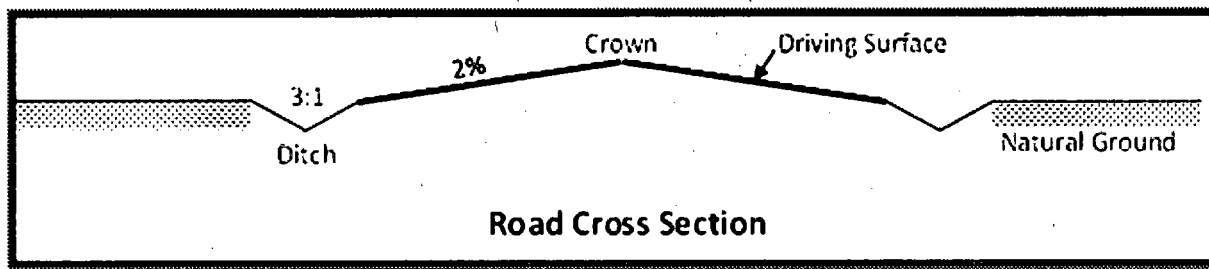 Crown
Driving Surface
2%
3:1
Ditch
Natural Ground
Road Cross Section